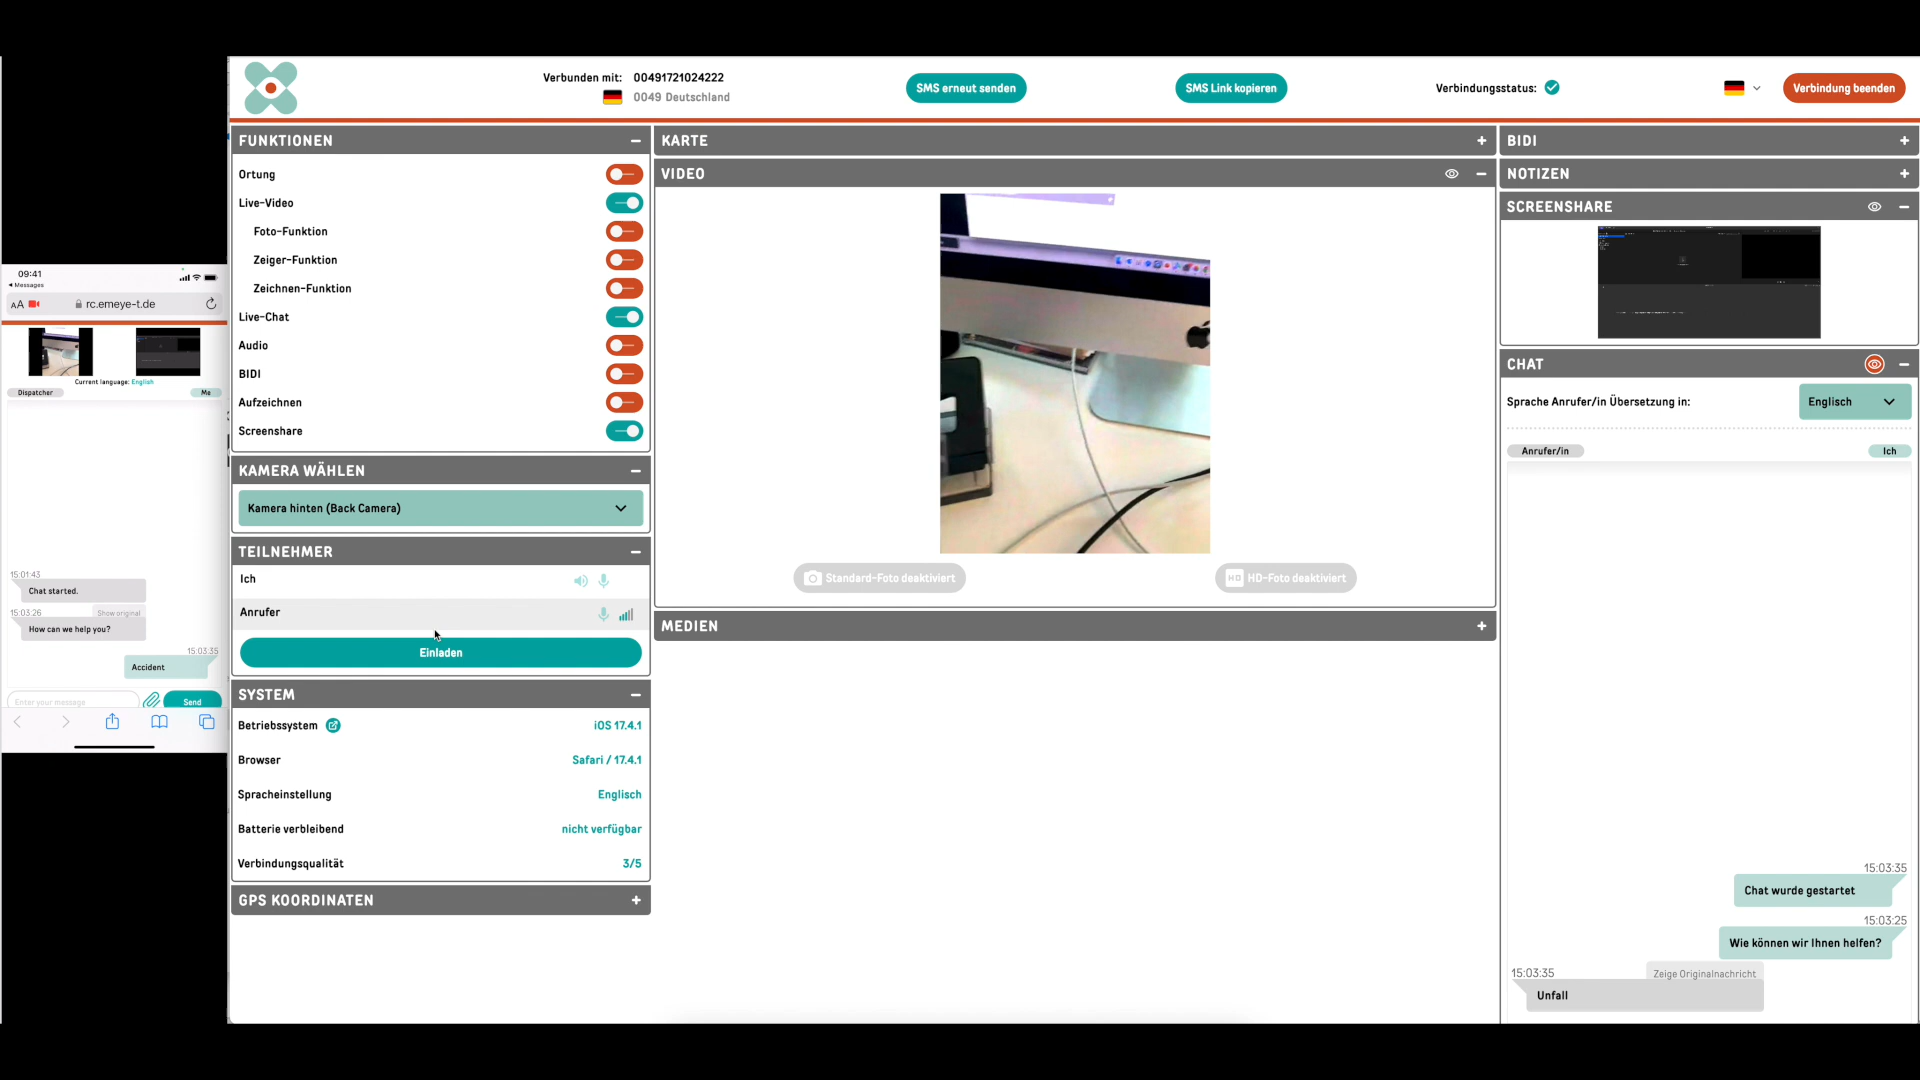 09:41
Messages
AA
rc.emeye-t.de
Current language: English
Dispatcher
Me
15:01:43
Chat started.
15:03:26
Show original
How can we help you?
15:03:35
Accident
Enter your message
Send
Verbunden mit: 00491721024222
0049 Deutschland
SMS erneut senden
SMS Link kopieren
Verbindungsstatus:
Verbindung beenden
FUNKTIONEN
Ortung
Live-Video
Foto-Funktion
Zeiger-Funktion
Zeichnen-Funktion
Live-Chat
Audio
BIDI
Aufzeichnen
Screenshare
KAMERA WÄHLEN
Kamera hinten (Back Camera)
TEILNEHMER
Ich
Anrufer
Einladen
SYSTEM
Betriebssystem
iOS 17.4.1
Browser
Safari / 17.4.1
Spracheinstellung
Englisch
Batterie verbleibend
nicht verfügbar
Verbindungsqualität
3/5
GPS KOORDINATEN
KARTE
VIDEO
Standard-Foto deaktiviert
HD
HD-Foto deaktiviert
MEDIEN
BIDI
NOTIZEN
SCREENSHARE
CHAT
Sprache Anrufer/in Übersetzung in:
Englisch
Anrufer/in
Ich
15:03:35
Chat wurde gestartet
15:03:25
Wie können wir Ihnen helfen?
15:03:35
Zeige Originalnachricht
Unfall